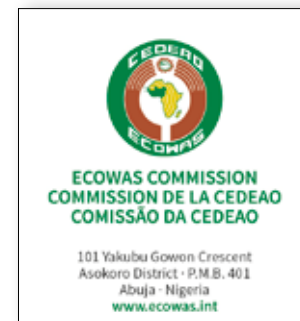 CEDEAO
ECOWAS
ECOWAS COMMISSION
COMMISSION DE LA CEDEAO
COMISSÃO DA CEDEAO
101 Yakubu Gowon Crescent
Asokoro District · P.M.B. 401
Abuja - Nigeria
www.ecowas.int